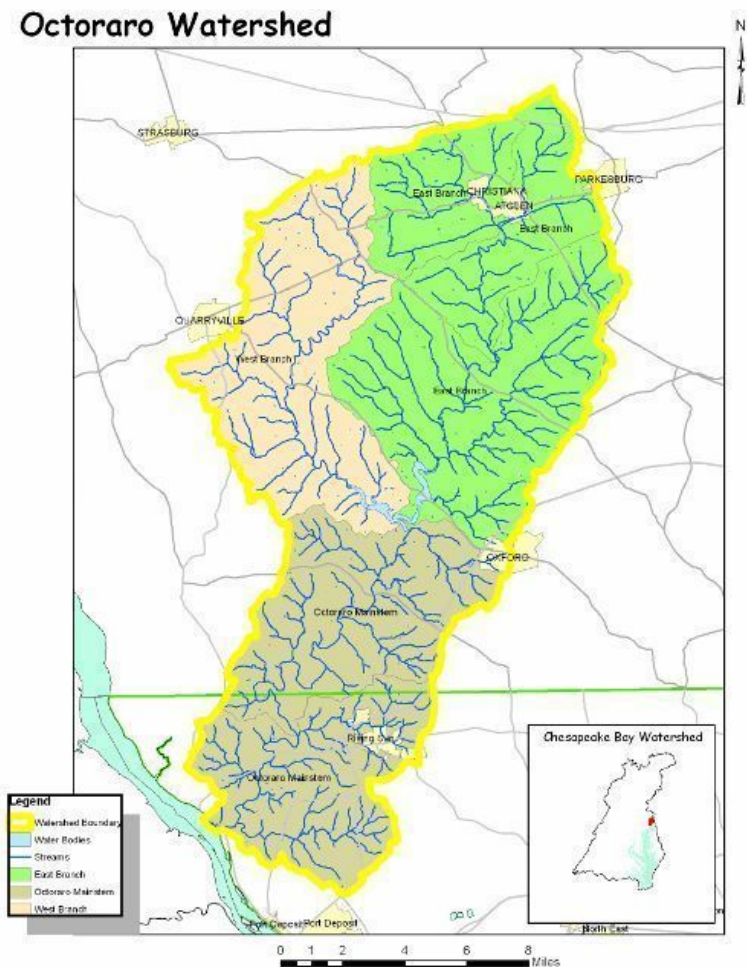 Octoraro Watershed
N
STRASBURG
PARKESBURG
East Branch
CHRISTIANA
ATGLEN
East Branch
QUARRYVILLE
West Branch
East Branch
OXFORD
Octoraro Mainstem
Rising Sun
Octoraro Mainstem
Chesapeake Bay Watershed
Legend
Watershed Boundary
Water Bodies
Streams
East Branch
Octoraro Mainstem
West Branch
Port Deposit
Port Deposit
North East
0 1 2 4 6 8
Miles